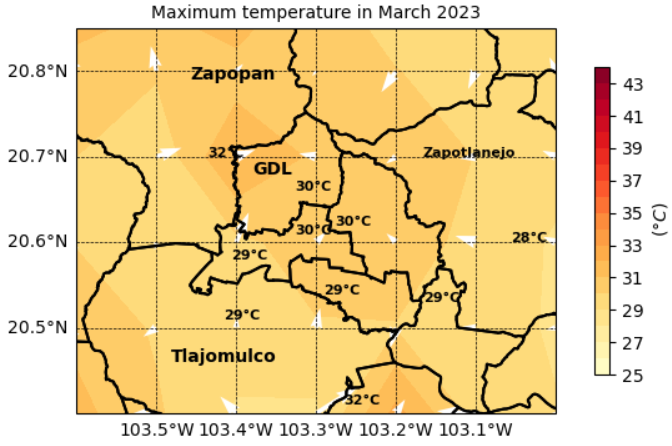 Maximum temperature in March 2023
20.8°N
20.7°N
20.6°N
20.5°N
Zapopan
32°
GDL
Zapotlanejo
30°C
30°C
30°C
28°C
29°C
29°C
29°C
29°C
Tlajomulco
32°C
103.5°W 103.4°W 103.3°W 103.2°W 103.1°W
43
41
39
37
35
33
31
29
28
25
(°C)